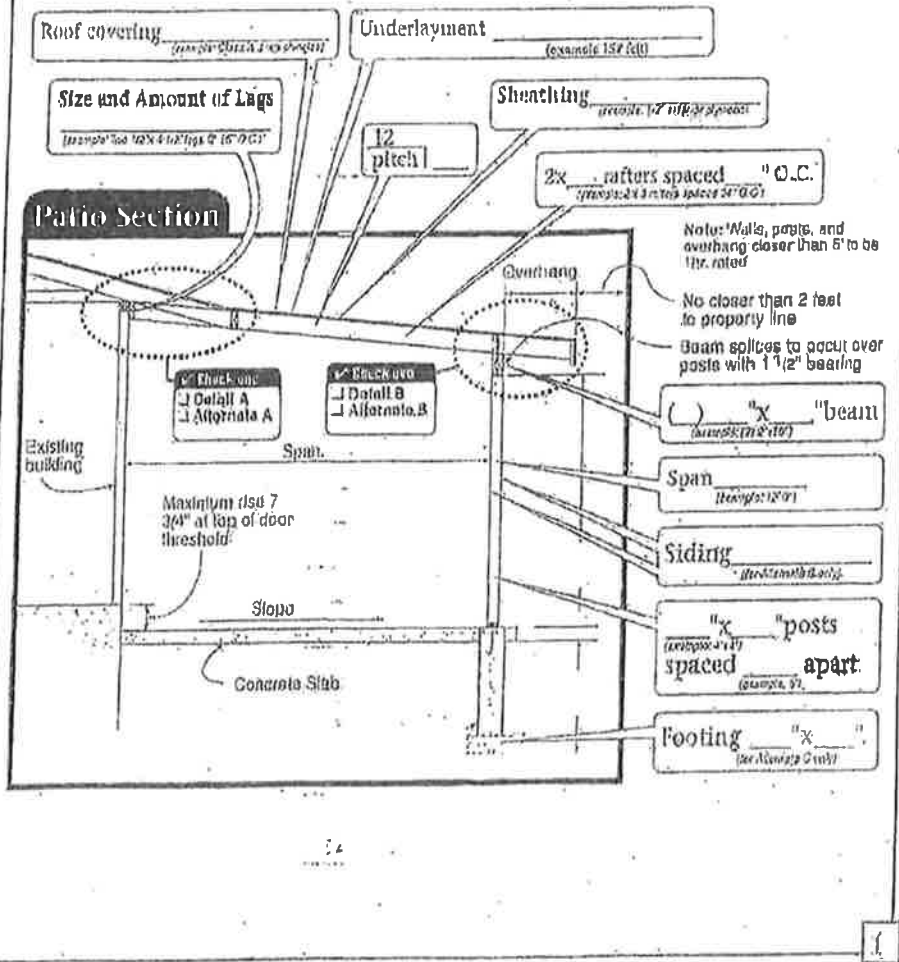 Roof covering
Underlayment
(example 15# felt)
Size and Amount of Lags
Sheathing
12
pitch
2x rafters spaced " O.C.
Patio Section
Note: Walls, posts, and
overhang closer than 5' to be
1hr. rated
Overhang
No closer than 2 feet
to property line
Beam splices to occur over
posts with 1 1/2" bearing
✓ Check one
Detail A
Alternate A
✓ Check one
Detail B
Alternate B
( ) "x "beam
Existing
building
Span
Span
Maximum rise 7
3/4" at top of door
threshold
Siding
Slope
"x "posts
spaced apart
Concrete Slab
Footing "x "